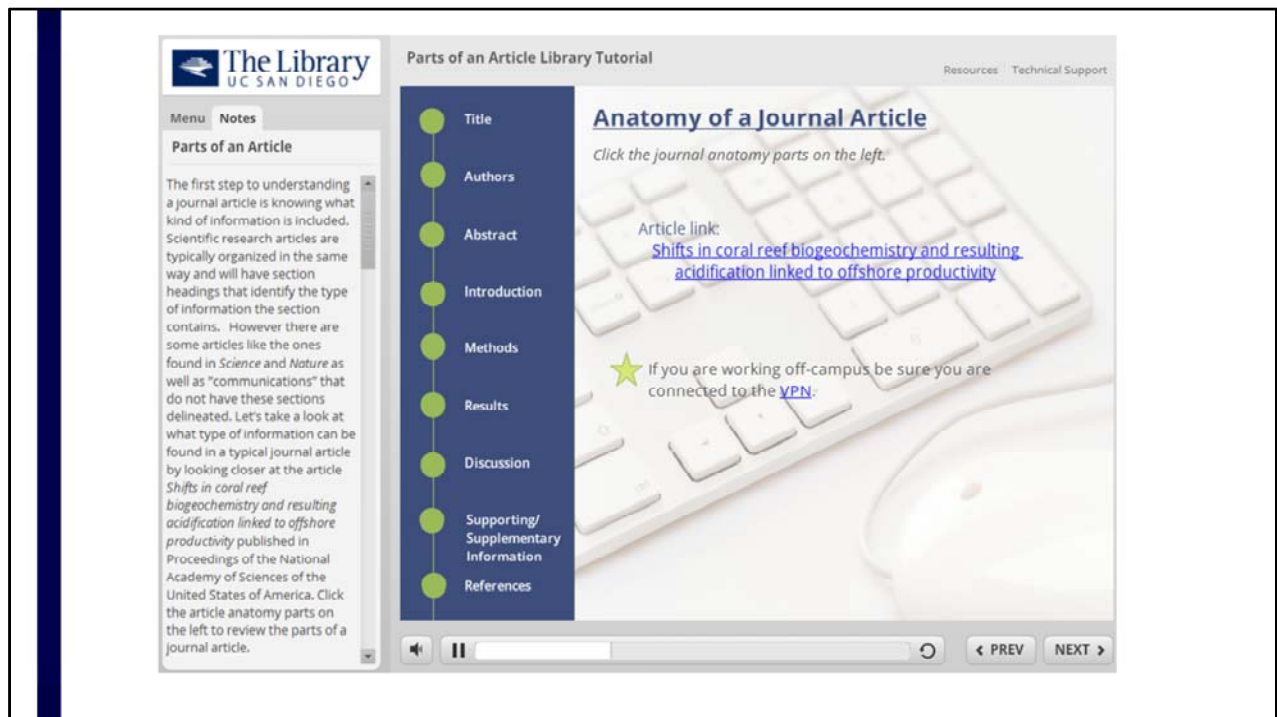 The Library
UC SAN DIEGO
Menu Notes
Parts of an Article
The first step to understanding
a journal article is knowing what
kind of information is included.
Scientific research articles are
typically organized in the same
way and will have section
headings that identify the type
of information the section
contains. However there are
some articles like the ones
found in Science and Nature as
well as "communications" that
do not have these sections
delineated. Let's take a look at
what type of information can be
found in a typical journal article
by looking closer at the article
Shifts in coral reef
biogeochemistry and resulting
acidification linked to offshore
productivity published in
Proceedings of the National
Academy of Sciences of the
United States of America. Click
the article anatomy parts on
the left to review the parts of a
journal article.
Parts of an Article Library Tutorial
Resources Technical Support
Title
Authors
Abstract
Introduction
Methods
Results
Discussion
Supporting/
Supplementary
Information
References
Anatomy of a Journal Article
Click the journal anatomy parts on the left.
Article link:
Shifts in coral reef biogeochemistry and resulting
acidification linked to offshore productivity
If you are working off-campus be sure you are
connected to the VPN.
PREV
NEXT